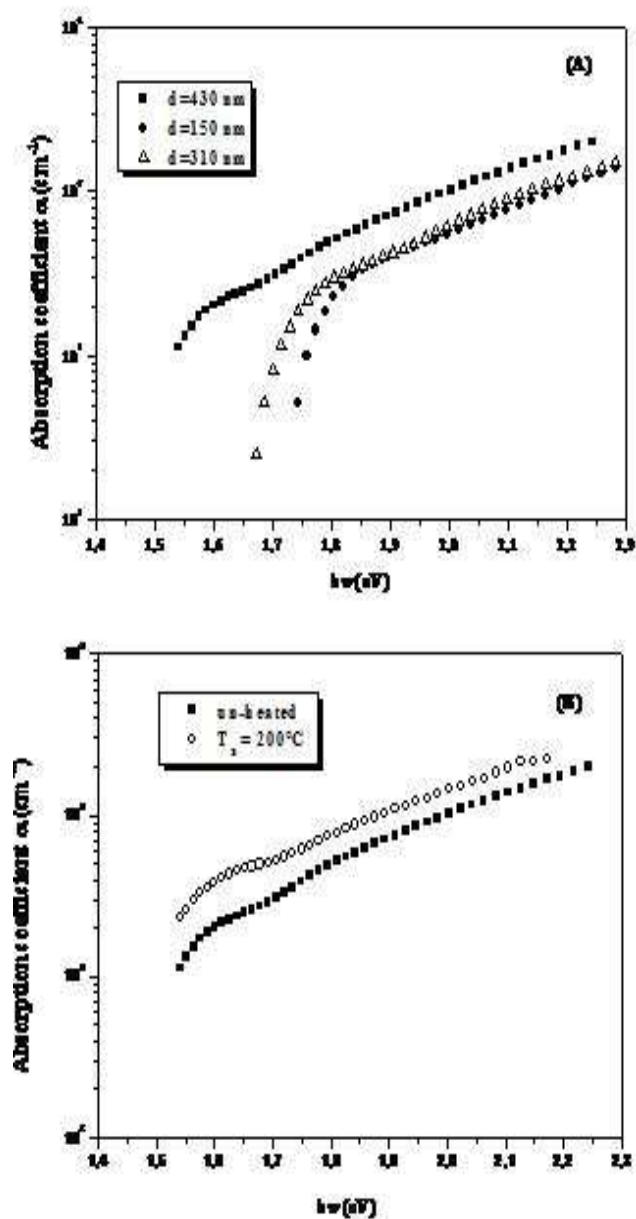 (A)
d=430 nm
d=150 nm
d=310 nm
Absorption coefficient α (cm⁻¹)
1,4 1,5 1,6 1,7 1,8 1,9 2,0 2,1 2,2 2,3
hν(eV)
(B)
un-heated
= 200°C
Absorption coefficient α (cm⁻¹)
1,4 1,5 1,6 1,7 1,8 1,9 2,0 2,1 2,2 2,3
hν(eV)